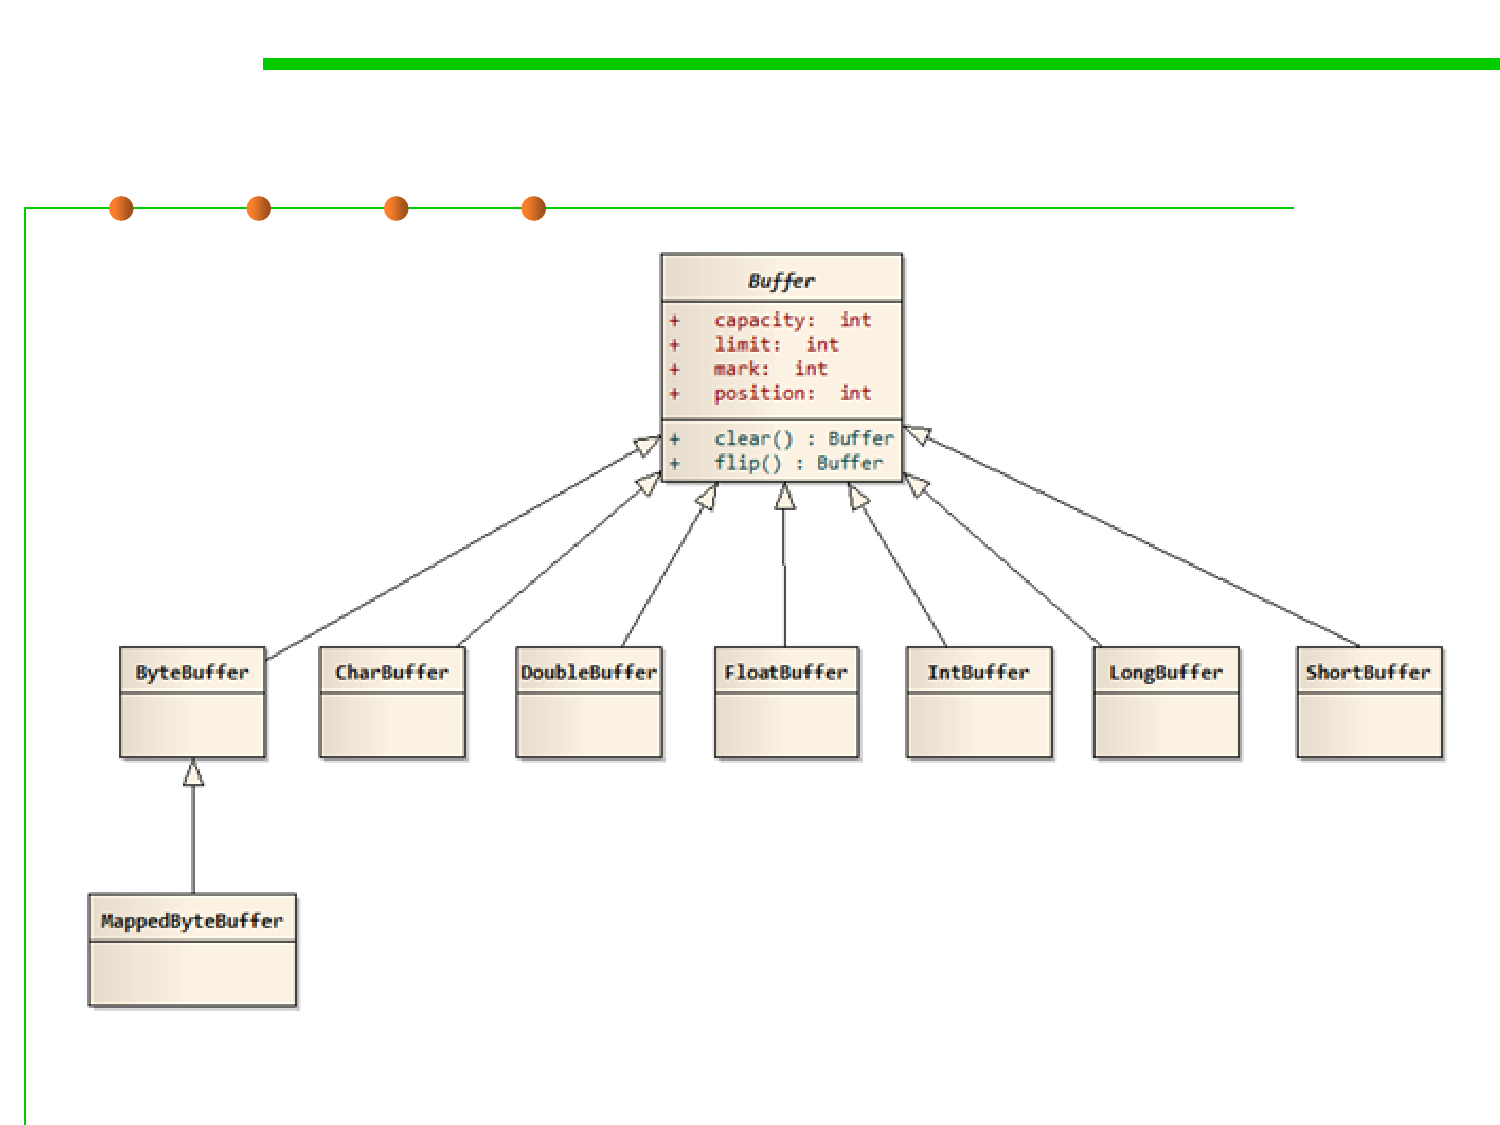 Buffer
+ capacity: int
+ limit: int
+ mark: int
+ position: int
+ clear() : Buffer
+ flip() : Buffer
ByteBuffer
CharBuffer
DoubleBuffer
FloatBuffer
IntBuffer
LongBuffer
ShortBuffer
MappedByteBuffer